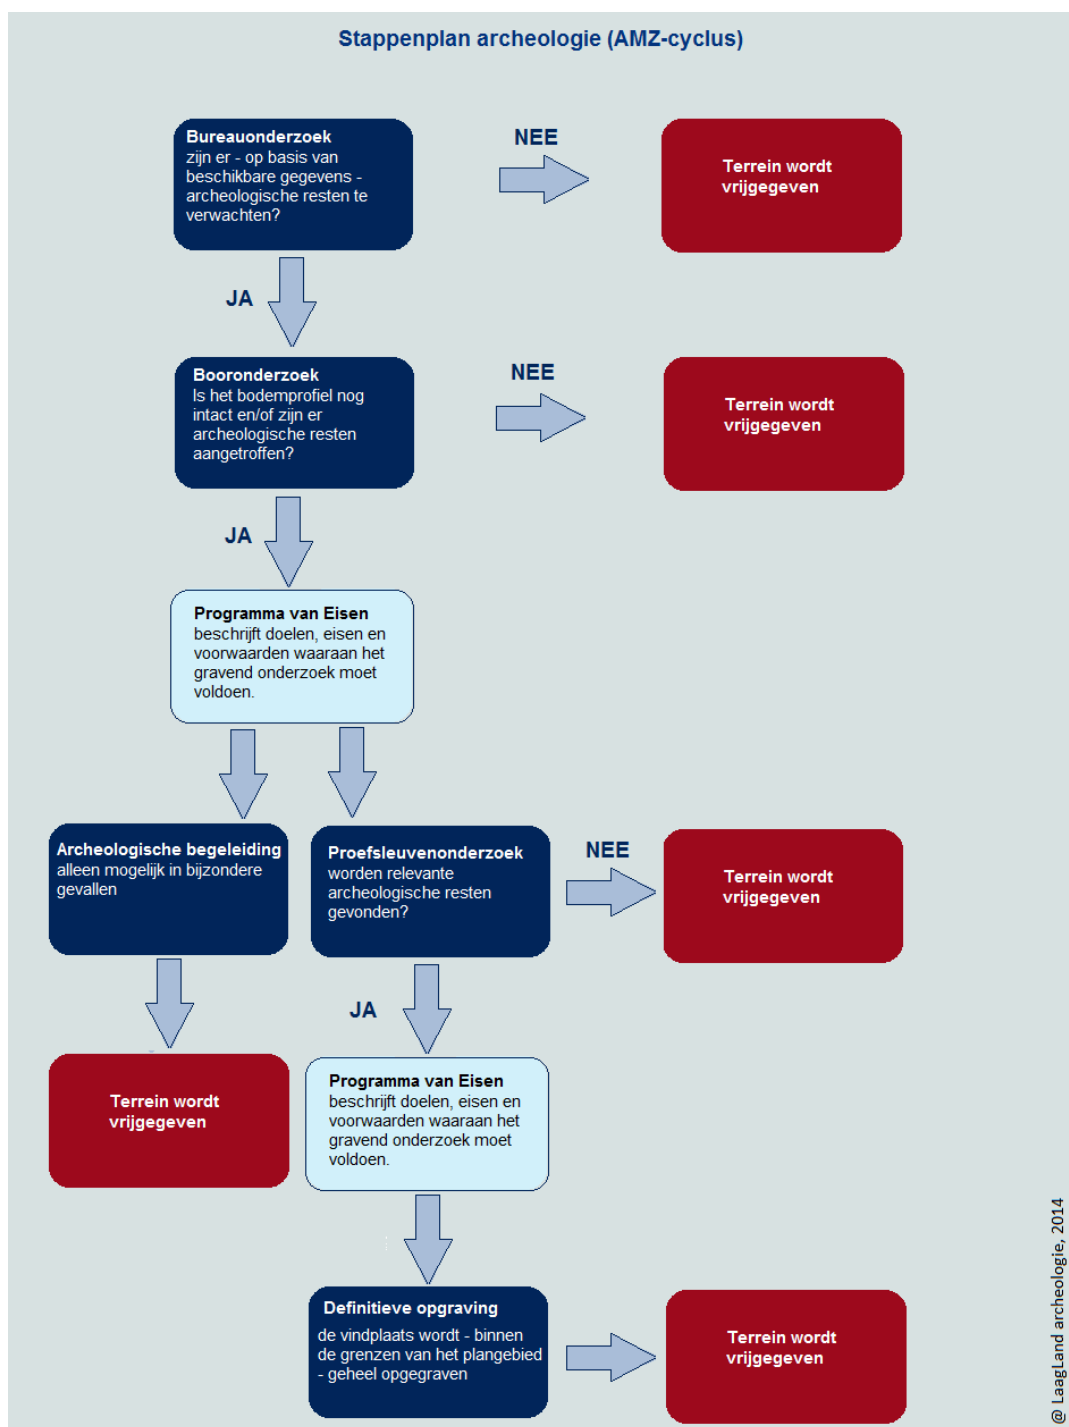 Stappenplan archeologie (AMZ-cyclus)
Bureauonderzoek
zijn er - op basis van
beschikbare gegevens -
archeologische resten te
verwachten?
NEE
Terrein wordt
vrijgegeven
JA
Booronderzoek
Is het bodemprofiel nog
intact en/of zijn er
archeologische resten
aangetroffen?
NEE
Terrein wordt
vrijgegeven
JA
Programma van Eisen
beschrijft doelen, eisen en
voorwaarden waaraan het
gravend onderzoek moet
voldoen.
Archeologische begeleiding
alleen mogelijk in bijzondere
gevallen
Proefsleuvenonderzoek
worden relevante
archeologische resten
gevonden?
NEE
Terrein wordt
vrijgegeven
JA
Terrein wordt
vrijgegeven
Programma van Eisen
beschrijft doelen, eisen en
voorwaarden waaraan het
gravend onderzoek moet
voldoen.
Definitieve opgraving
de vindplaats wordt - binnen
de grenzen van het plangebied
- geheel opgegraven
Terrein wordt
vrijgegeven
@ LaagLand archeologie, 2014